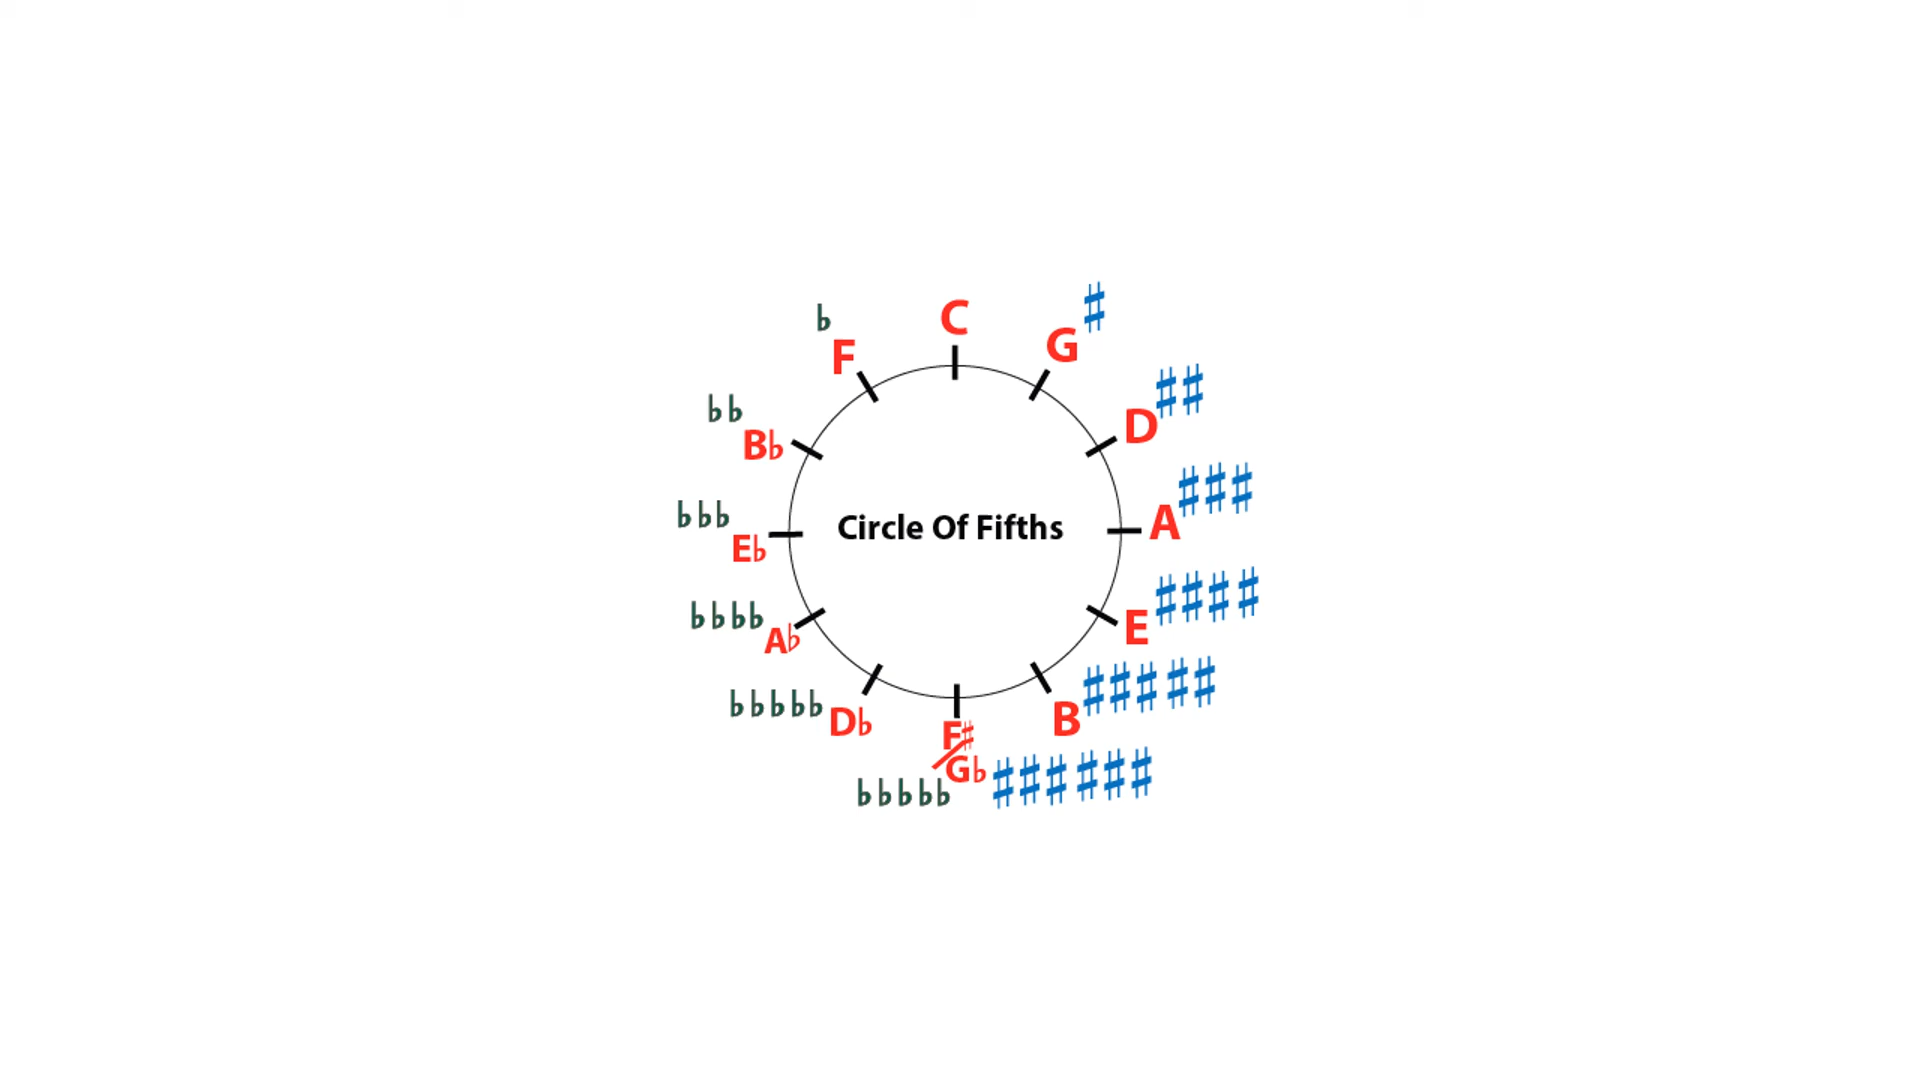 ♯
♭
C
G
F
♯♯
♭♭
D
B♭
♯♯♯
♭♭♭
A
Circle Of Fifths
E♭
♯♯♯♯
♭♭♭♭
E
A♭
♯♯♯♯♯
♭♭♭♭♭
B
D♭
F♯
/
G♭
♭♭♭♭♭
♯♯♯♯♯♯